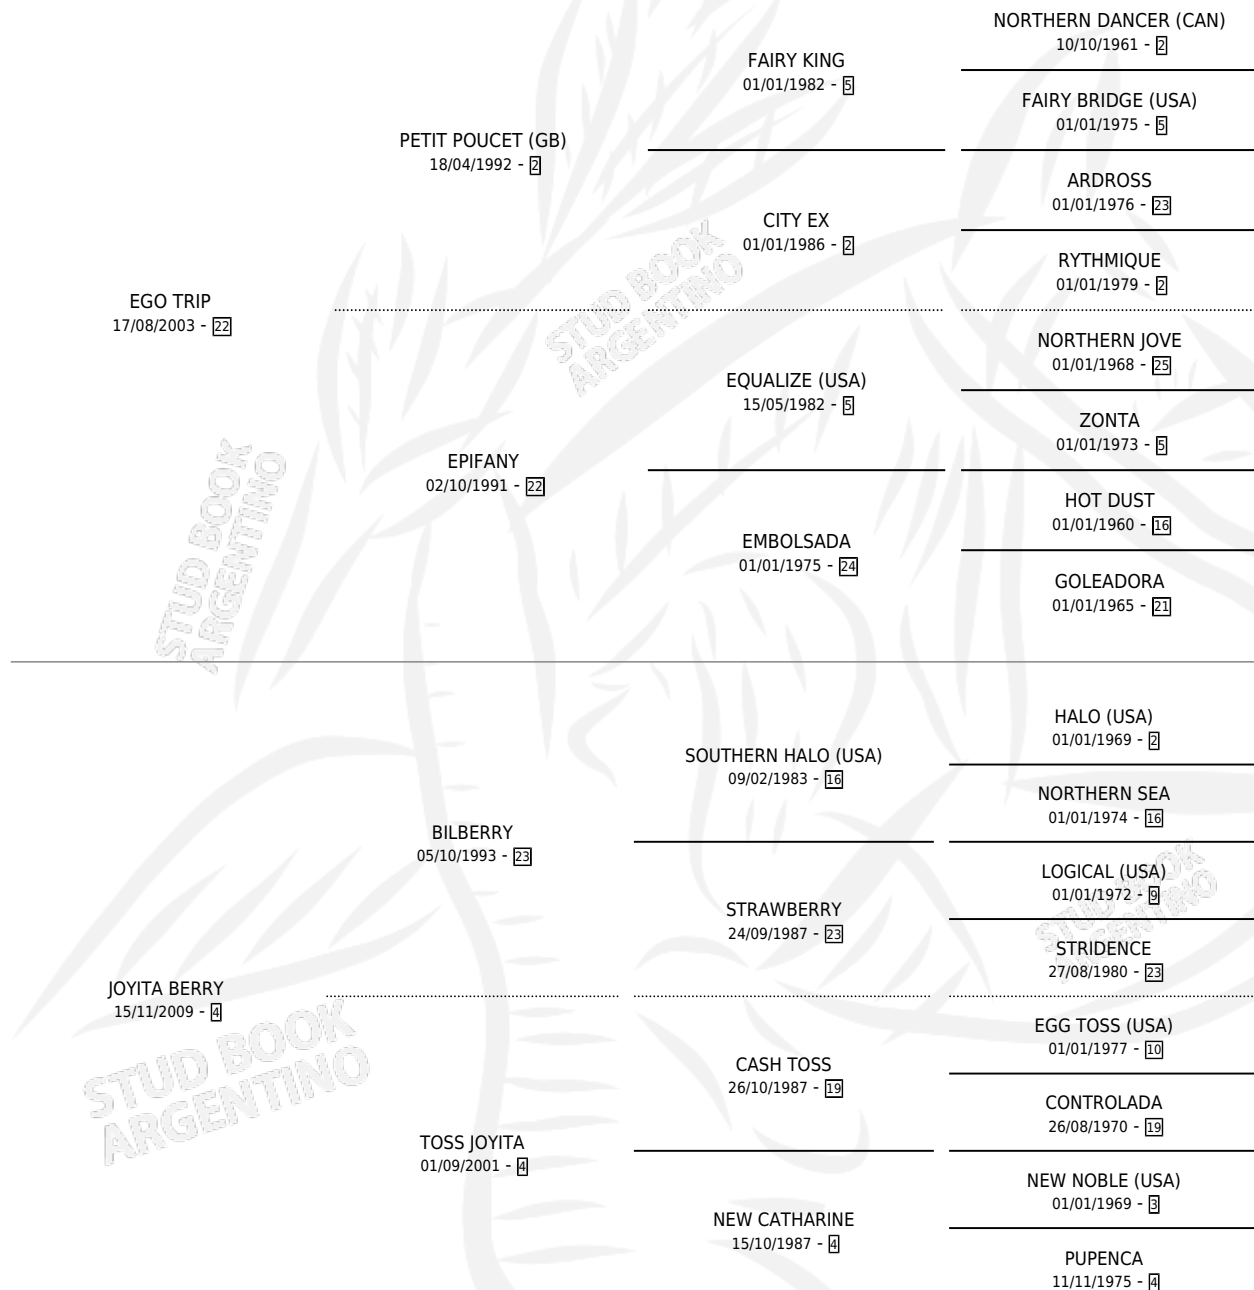 NORTHERN DANCER (CAN)
10/10/1961 - 2
FAIRY KING
01/01/1982 - 5
FAIRY BRIDGE (USA)
01/01/1975 - 5
PETIT POUCET (GB)
18/04/1992 - 2
ARDROSS
01/01/1976 - 23
CITY EX
01/01/1986 - 2
RYTHMIQUE
01/01/1979 - 2
EGO TRIP
17/08/2003 - 22
NORTHERN JOVE
01/01/1968 - 25
EQUALIZE (USA)
15/05/1982 - 5
ZONTA
01/01/1973 - 5
EPIFANY
02/10/1991 - 22
HOT DUST
01/01/1960 - 16
EMBOLSADA
01/01/1975 - 24
GOLEADORA
01/01/1965 - 21
HALO (USA)
01/01/1969 - 2
SOUTHERN HALO (USA)
09/02/1983 - 16
NORTHERN SEA
01/01/1974 - 16
BILBERRY
05/10/1993 - 23
LOGICAL (USA)
01/01/1972 - 9
STRAWBERRY
24/09/1987 - 23
STRIDENCE
27/08/1980 - 23
JOYITA BERRY
15/11/2009 - 4
EGG TOSS (USA)
01/01/1977 - 10
CASH TOSS
26/10/1987 - 19
CONTROLADA
26/08/1970 - 19
TOSS JOYITA
01/09/2001 - 4
NEW NOBLE (USA)
01/01/1969 - 3
NEW CATHARINE
15/10/1987 - 4
PUPENCA
11/11/1975 - 4
STUD BOOK
ARGENTINO
STUD BOOK
ARGENTINO
STUD BOOK
ARGENTINO
STUD BOOK
ARGENTINO